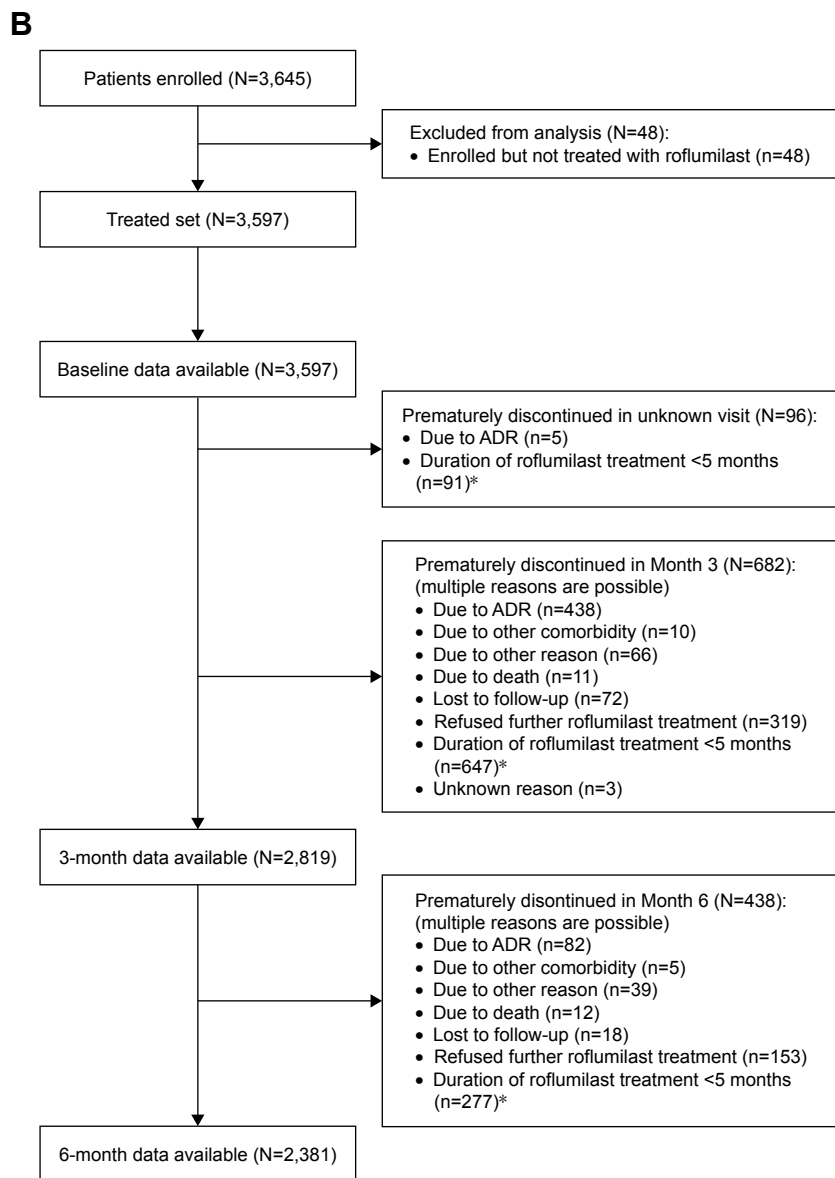 B
Patients enrolled (N=3,645)
Excluded from analysis (N=48):
• Enrolled but not treated with roflumilast (n=48)
Treated set (N=3,597)
Baseline data available (N=3,597)
Prematurely discontinued in unknown visit (N=96):
• Due to ADR (n=5)
• Duration of roflumilast treatment <5 months
(n=91)*
Prematurely discontinued in Month 3 (N=682):
(multiple reasons are possible)
• Due to ADR (n=438)
• Due to other comorbidity (n=10)
• Due to other reason (n=66)
• Due to death (n=11)
• Lost to follow-up (n=72)
• Refused further roflumilast treatment (n=319)
• Duration of roflumilast treatment <5 months
(n=647)*
• Unknown reason (n=3)
3-month data available (N=2,819)
Prematurely disontinued in Month 6 (N=438):
(multiple reasons are possible)
• Due to ADR (n=82)
• Due to other comorbidity (n=5)
• Due to other reason (n=39)
• Due to death (n=12)
• Lost to follow-up (n=18)
• Refused further roflumilast treatment (n=153)
• Duration of roflumilast treatment <5 months
(n=277)*
6-month data available (N=2,381)